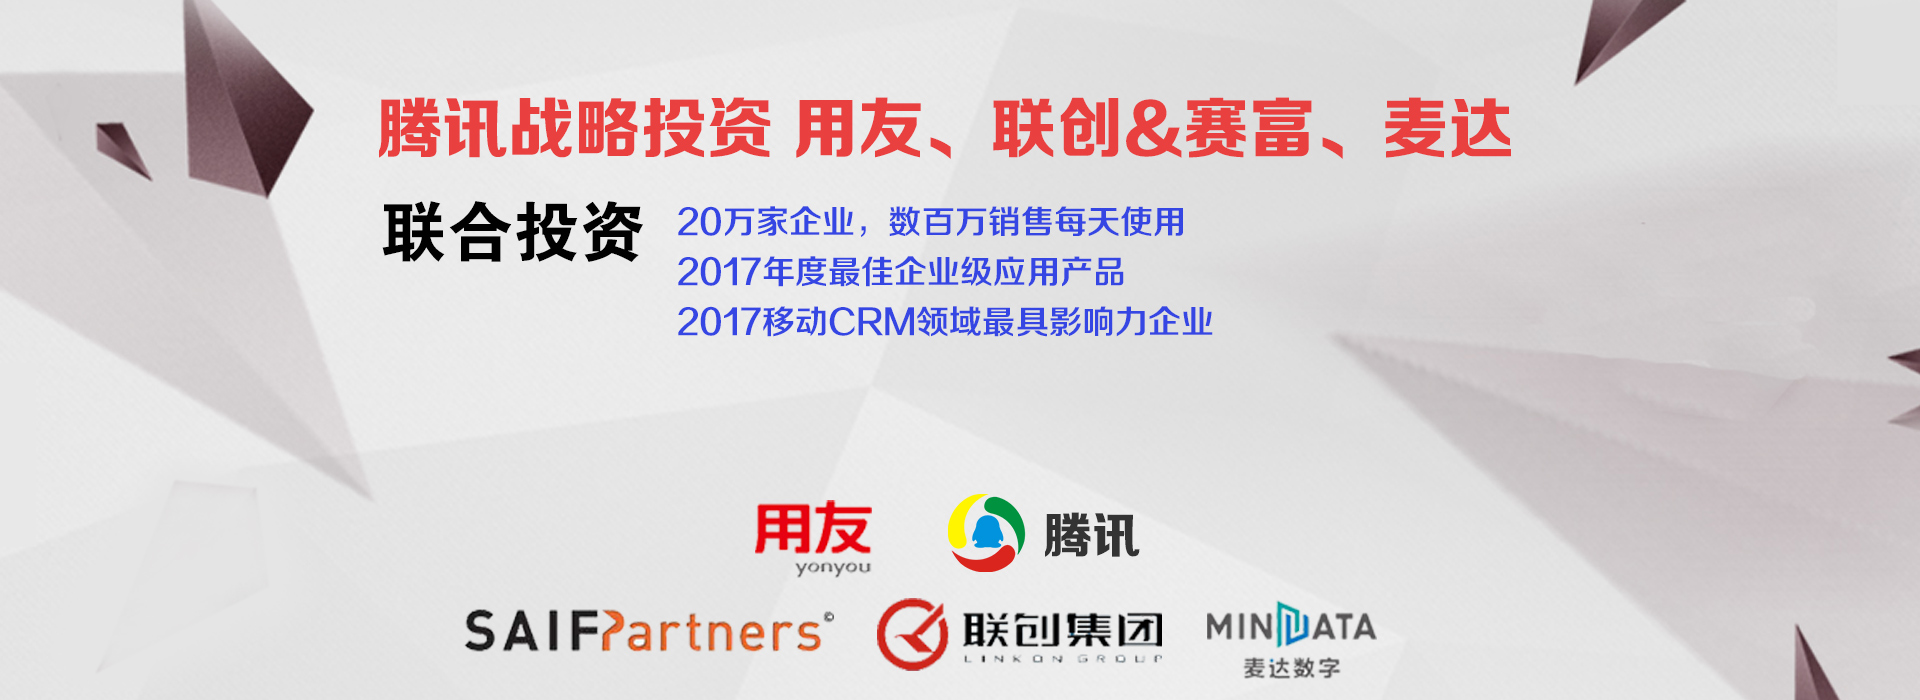 腾讯战略投资 用友、联创&赛富、麦达
联合投资
20万家企业，数百万销售每天使用
2017年度最佳企业级应用产品
2017移动CRM领域最具影响力企业
用友
yonyou
腾讯
SAIFPartners©
联创集团
LINKON GROUP
MINDATA
麦达数字